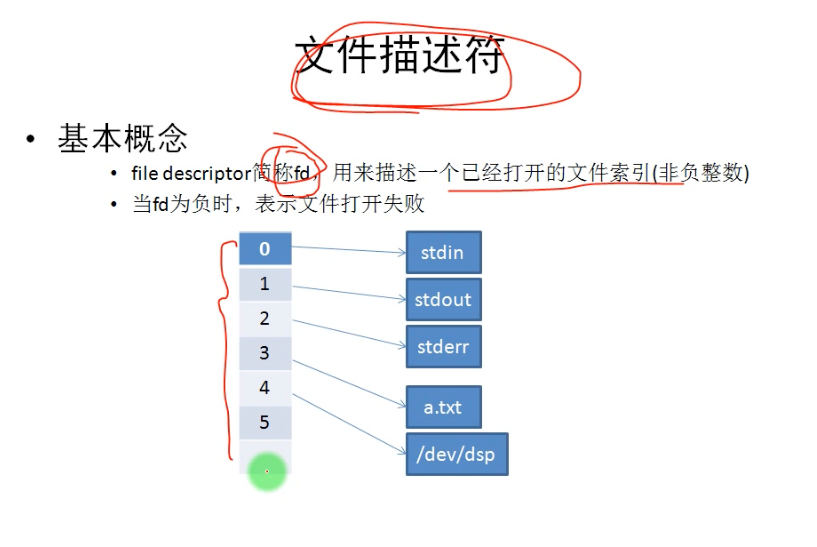 文件描述符
• 基本概念
• file descriptor简称fd，用来描述一个已经打开的文件索引(非负整数)
• 当fd为负时，表示文件打开失败
0
stdin
1
stdout
2
stderr
3
a.txt
4
/dev/dsp
5